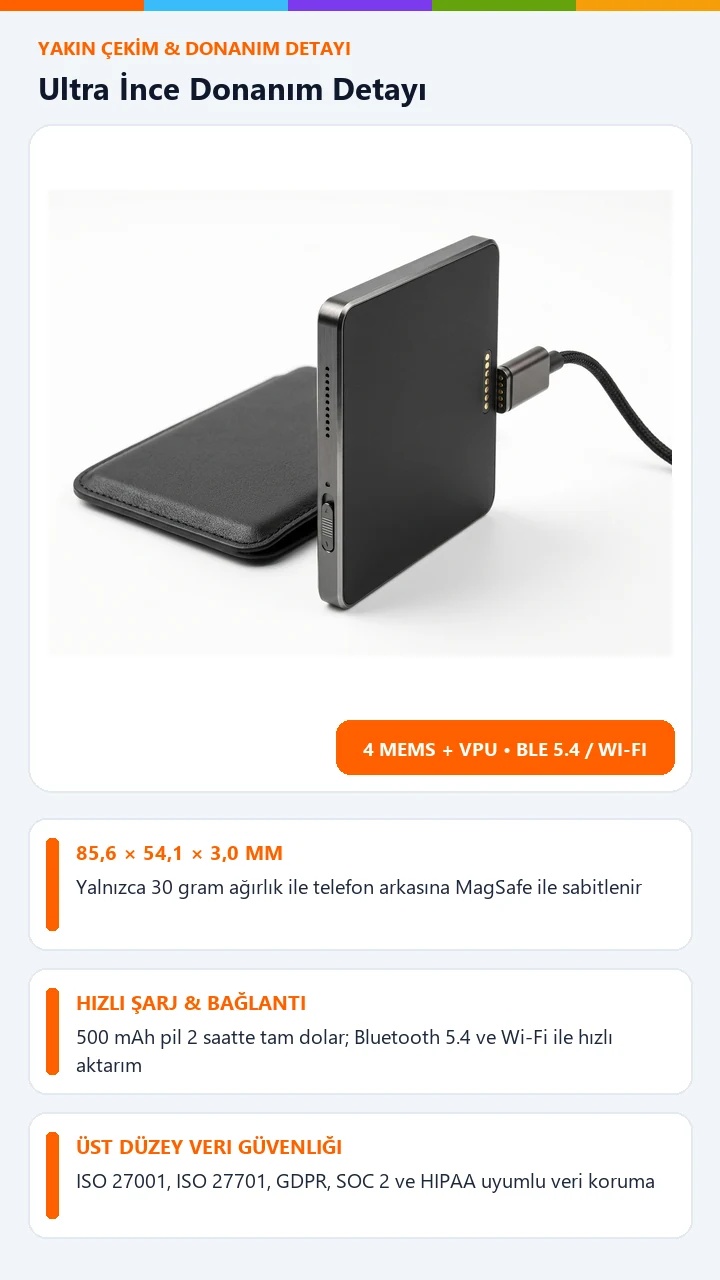 YAKIN ÇEKİM & DONANIM DETAYI
Ultra İnce Donanım Detayı
4 MEMS + VPU • BLE 5.4 / WI-FI
85,6 × 54,1 × 3,0 MM
Yalnızca 30 gram ağırlık ile telefon arkasına MagSafe ile sabitlenir
HIZLI ŞARJ & BAĞLANTI
500 mAh pil 2 saatte tam dolar; Bluetooth 5.4 ve Wi-Fi ile hızlı
aktarım
ÜST DÜZEY VERI GÜVENLIĞI
ISO 27001, ISO 27701, GDPR, SOC 2 ve HIPAA uyumlu veri koruma